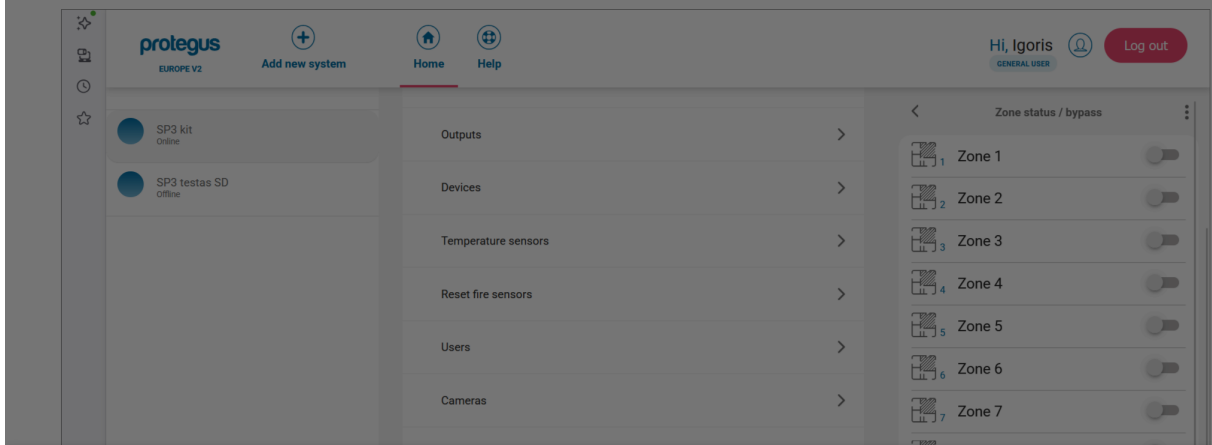 protegus
EUROPE V2
Add new system
Home
Help
Hi, Igoris
GENERAL USER
Log out
SP3 kit
Online
SP3 testas SD
Offline
Outputs
Devices
Temperature sensors
Reset fire sensors
Users
Cameras
Zone status / bypass
1 Zone 1
2 Zone 2
3 Zone 3
4 Zone 4
5 Zone 5
6 Zone 6
7 Zone 7